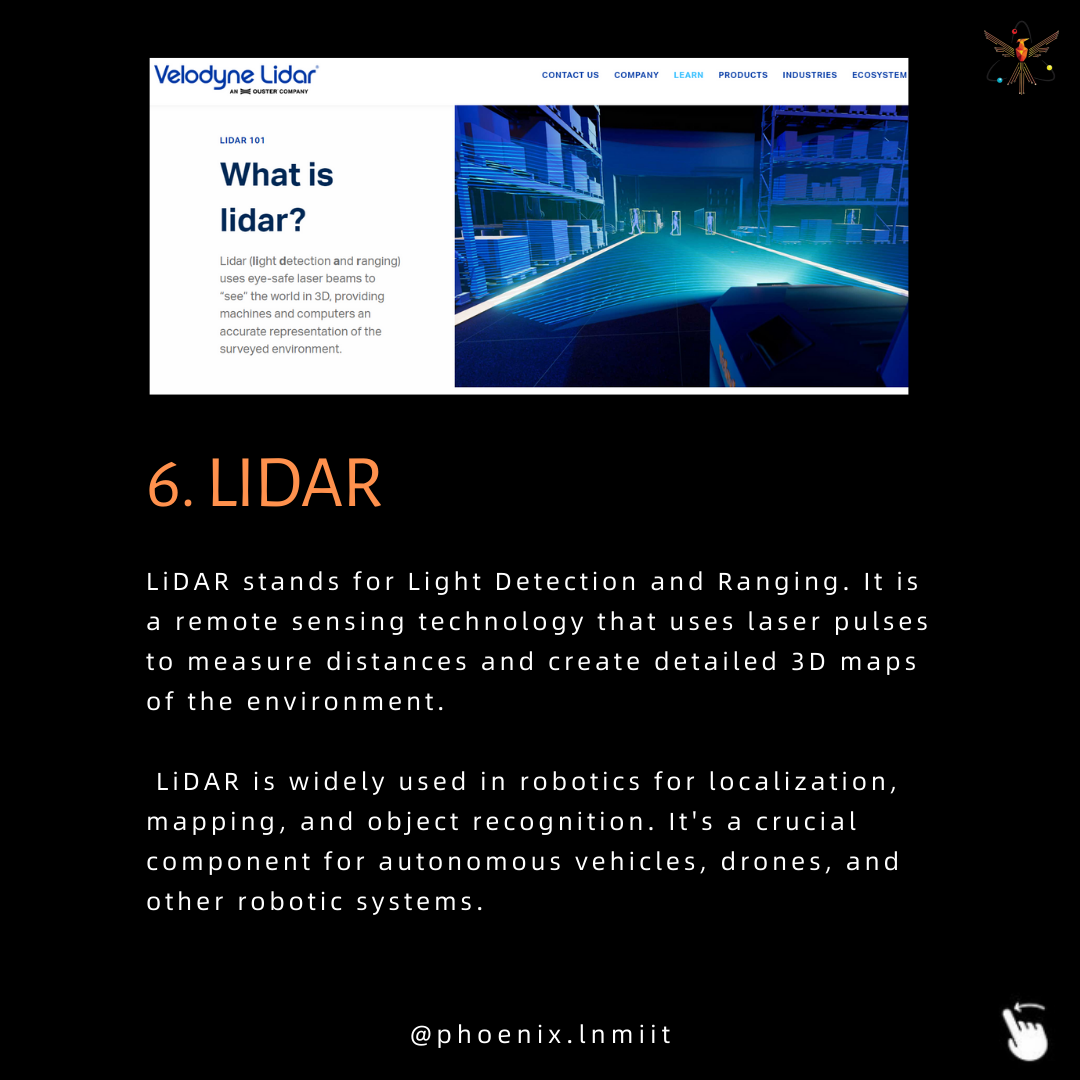 Velodyne Lidar®
AN OUSTER COMPANY
CONTACT US COMPANY LEARN PRODUCTS INDUSTRIES ECOSYSTEM
LIDAR 101
What is
lidar?
Lidar (light detection and ranging)
uses eye-safe laser beams to
“see” the world in 3D, providing
machines and computers an
accurate representation of the
surveyed environment.
6. LIDAR
LiDAR stands for Light Detection and Ranging. It is
a remote sensing technology that uses laser pulses
to measure distances and create detailed 3D maps
of the environment.
LiDAR is widely used in robotics for localization,
mapping, and object recognition. It's a crucial
component for autonomous vehicles, drones, and
other robotic systems.
@phoenix.lnmiit